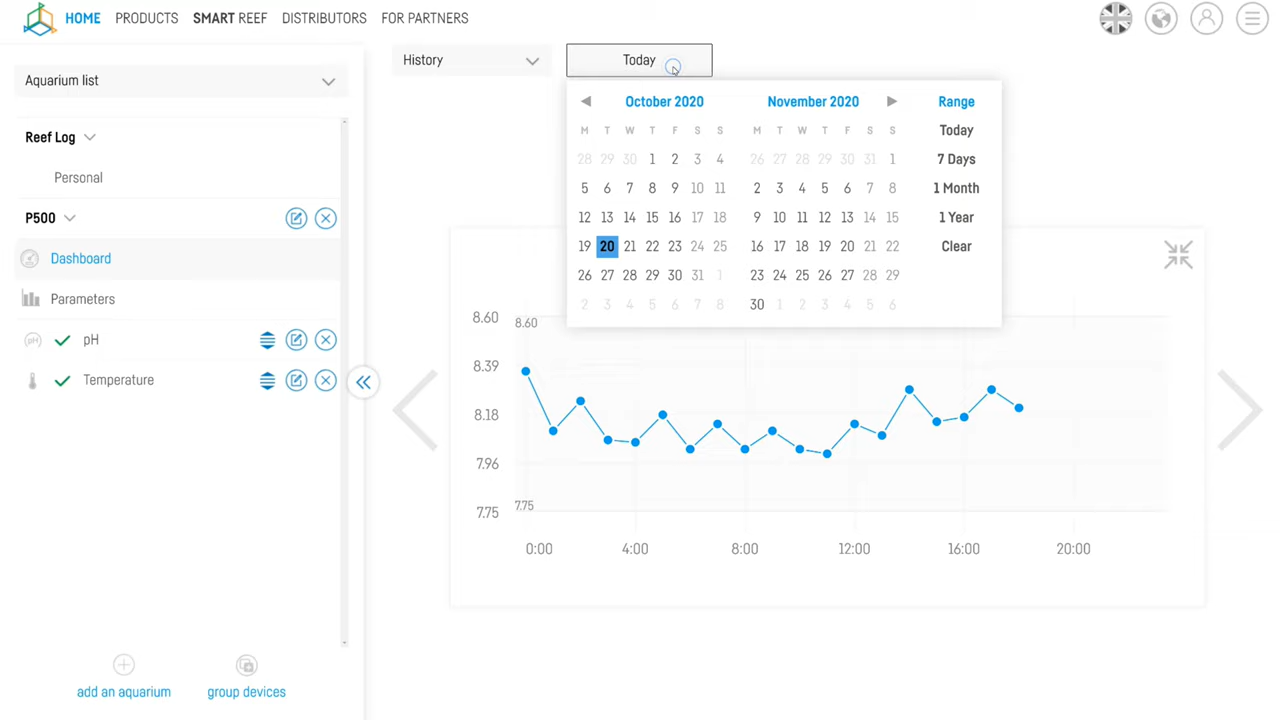 HOME PRODUCTS SMART REEF DISTRIBUTORS FOR PARTNERS
Aquarium list
Reef Log
Personal
P500
Dashboard
Parameters
pH
pH
Temperature
add an aquarium
group devices
History
Today
October 2020 November 2020 Range
M T W T F S S M T W T F S S Today
28 29 30 1 2 3 4 26 27 28 29 30 31 1 7 Days
5 6 7 8 9 10 11 2 3 4 5 6 7 8 1 Month
12 13 14 15 16 17 18 9 10 11 12 13 14 15 1 Year
19 20 21 22 23 24 25 16 17 18 19 20 21 22 Clear
26 27 28 29 30 31 1 23 24 25 26 27 28 29
2 3 4 5 6 7 8 30 1 2 3 4 5 6
8.60 8.60
8.39
8.18
7.96
7.75 7.75
0:00 4:00 8:00 12:00 16:00 20:00